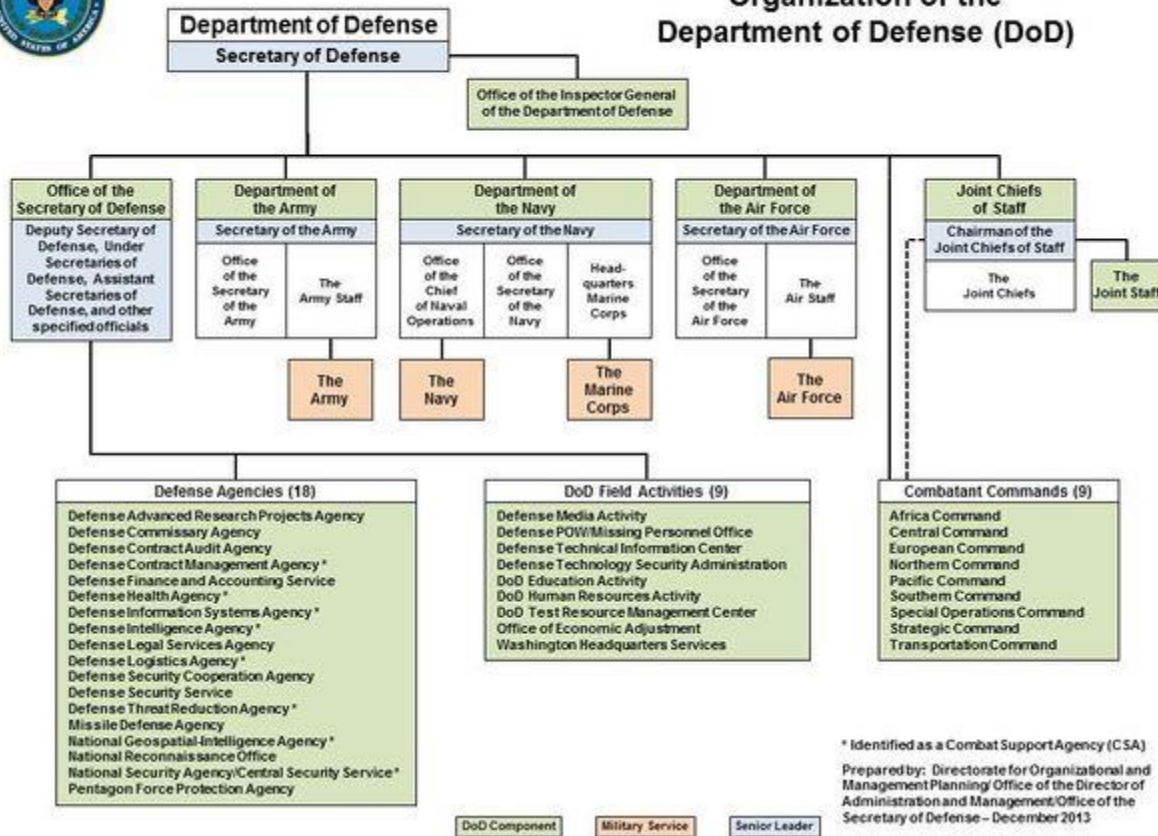 UNITED STATES OF AMERICA
Organization of the
Department of Defense (DoD)
Department of Defense
Secretary of Defense
Office of the Inspector General
of the Department of Defense
Office of the
Secretary of Defense
Deputy Secretary of
Defense, Under
Secretaries of
Defense, Assistant
Secretaries of
Defense, and other
specified officials
Department of
the Army
Secretary of the Army
Office
of the
Secretary
of the
Army
The
Army Staff
The
Army
Department of
the Navy
Secretary of the Navy
Office
of the
Chief
of Naval
Operations
Office
of the
Secretary
of the
Navy
Head-
quarters
Marine
Corps
The
Navy
The
Marine
Corps
Department of
the Air Force
Secretary of the Air Force
Office
of the
Secretary
of the
Air Force
The
Air Staff
The
Air Force
Joint Chiefs
of Staff
Chairman of the
Joint Chiefs of Staff
The
Joint Chiefs
The
Joint Staff
Defense Agencies (18)
Defense Advanced Research Projects Agency
Defense Commissary Agency
Defense Contract Audit Agency
Defense Contract Management Agency *
Defense Finance and Accounting Service
Defense Health Agency *
Defense Information Systems Agency *
Defense Intelligence Agency *
Defense Legal Services Agency
Defense Logistics Agency *
Defense Security Cooperation Agency
Defense Security Service
Defense Threat Reduction Agency *
Missile Defense Agency
National Geospatial-Intelligence Agency *
National Reconnaissance Office
National Security Agency/Central Security Service *
Pentagon Force Protection Agency
DoD Field Activities (9)
Defense Media Activity
Defense POW/Missing Personnel Office
Defense Technical Information Center
Defense Technology Security Administration
DoD Education Activity
DoD Human Resources Activity
DoD Test Resource Management Center
Office of Economic Adjustment
Washington Headquarters Services
Combatant Commands (9)
Africa Command
Central Command
European Command
Northern Command
Pacific Command
Southern Command
Special Operations Command
Strategic Command
Transportation Command
* Identified as a Combat Support Agency (CSA)
Prepared by: Directorate for Organizational and
Management Planning/ Office of the Director of
Administration and Management/Office of the
Secretary of Defense – December 2013
DoD Component
Military Service
Senior Leader